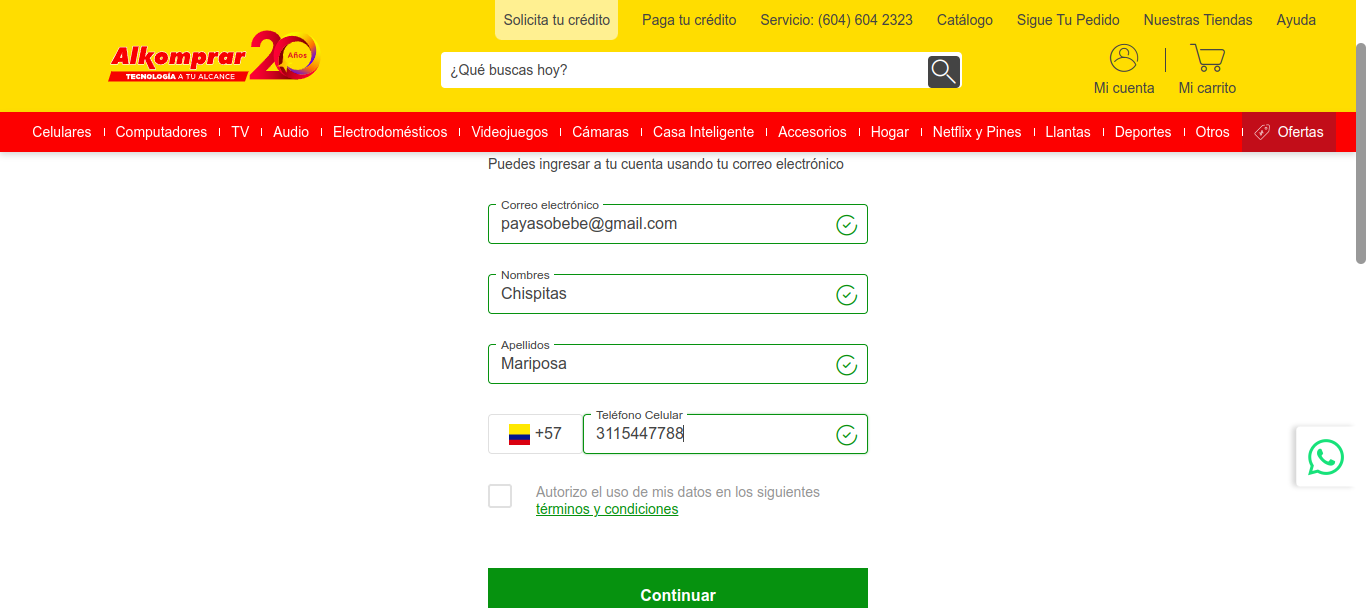 Solicita tu crédito Paga tu crédito Servicio: (604) 604 2323 Catálogo Sigue Tu Pedido Nuestras Tiendas Ayuda
Alkomprar 20 Años
TECNOLOGÍA A TU ALCANCE
¿Qué buscas hoy?
Mi cuenta Mi carrito
Celulares Computadores TV Audio Electrodomésticos Videojuegos Cámaras Casa Inteligente Accesorios Hogar Netflix y Pines Llantas Deportes Otros Ofertas
Puedes ingresar a tu cuenta usando tu correo electrónico
Correo electrónico
payasobebe@gmail.com
Nombres
Chispitas
Apellidos
Mariposa
Teléfono Celular
+57 3115447788
Autorizo el uso de mis datos en los siguientes
términos y condiciones
Continuar